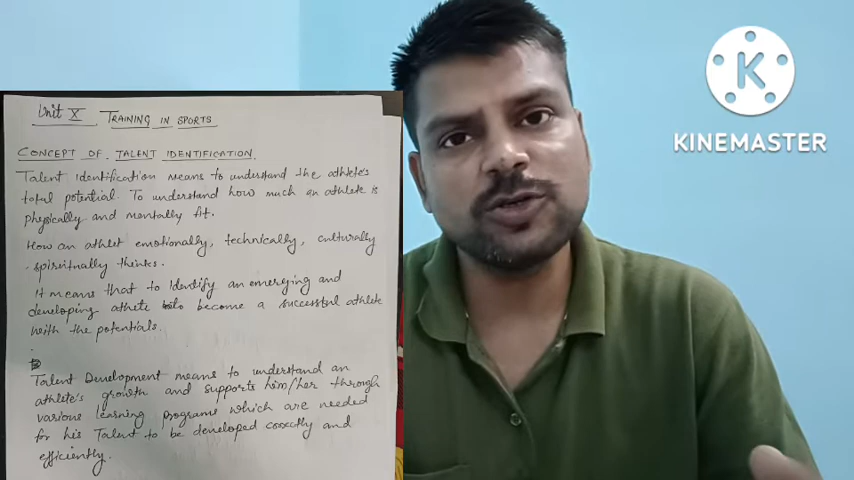 Unit X TRAINING IN SPORTS
CONCEPT OF TALENT IDENTIFICATION
Talent identification means to understand the athlete's
total potential. To understand how much an athlete is
physically and mentally fit.
How an athlet emotionally, technically, culturally
spiritually thinks.
It means that to identify an emerging and
developing athlete to become a successful athlete
with the potentials.
Talent Development means to understand an
athlete's growth and supports him/her through
various learning programs which are needed
for his Talent to be developed correctly and
efficiently.
K
KINEMASTER